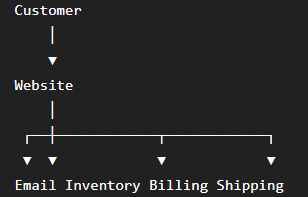 Customer
Website
Email Inventory Billing Shipping